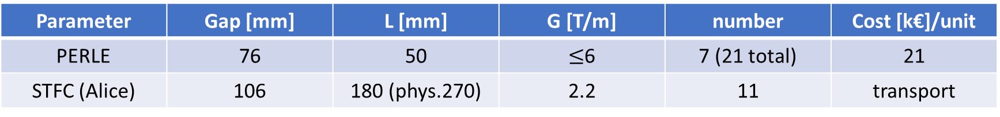 Parameter Gap [mm] L [mm] G [T/m] number Cost [k€]/unit
PERLE 76 50 ≤6 7 (21 total) 21
STFC (Alice) 106 180 (phys.270) 2.2 11 transport